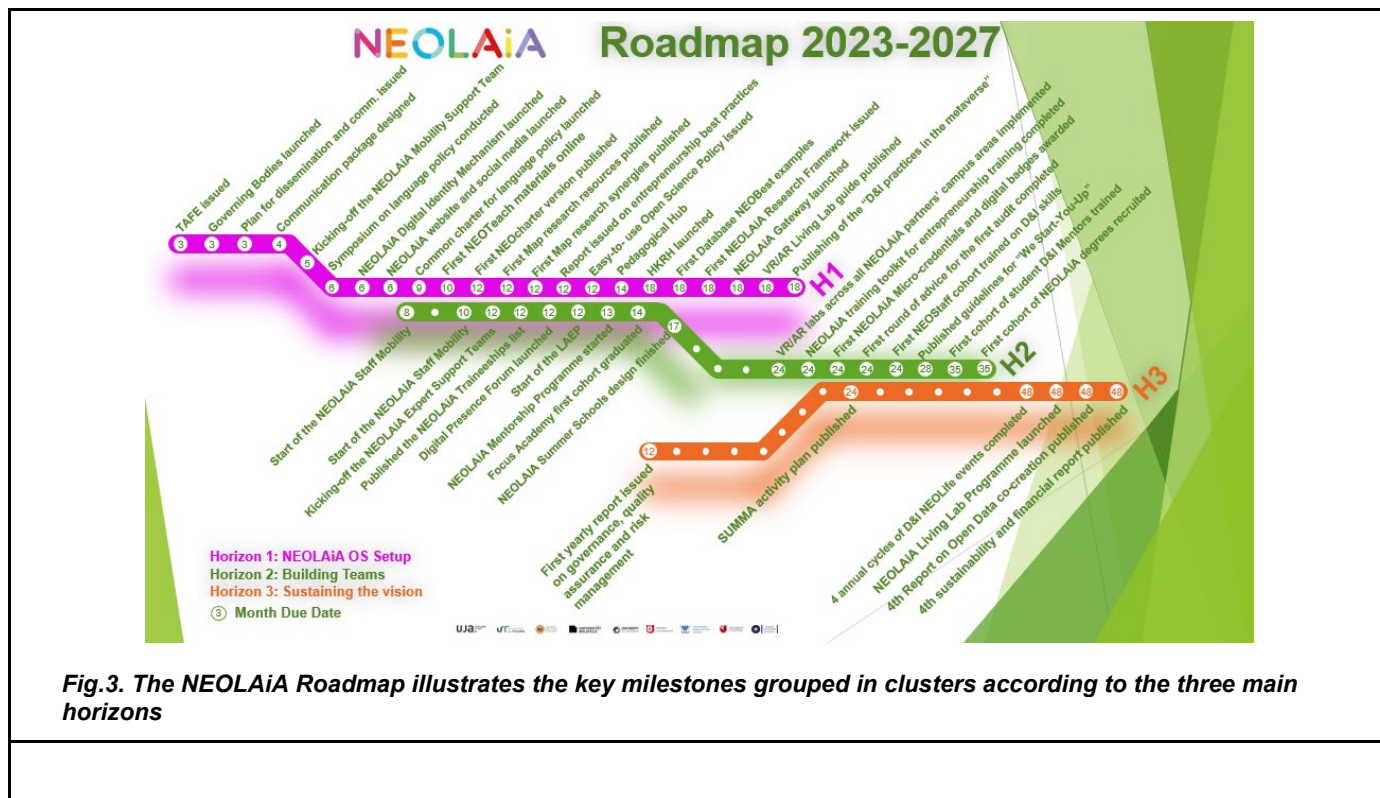 NEOLAiA Roadmap 2023-2027
TAFE issued
Governing Bodies launched
Plan for dissemination and comm. issued
Communication package designed
Kicking-off the NEOLAiA Mobility Support Team
Symposium on language policy conducted
NEOLAiA Digital Identity Mechanism launched
NEOLAiA website and social media launched
Common charter for language policy launched
First NEOTeach materials online
First NEOcharter version published
First Map research resources published
First Map research synergies published
Report issued on entrepreneurship best practices
Easy-to- use Open Science Policy issued
Pedagogical Hub
HKRH launched
First Database NEOBest examples
First NEOLAiA Research Framework issued
NEOLAiA Gateway launched
VR/AR Living Lab guide published
Publishing of the “D&I practices in the metaverse”
3 3 3 4 5 6 6 6 9 10 12 12 12 12 12 14 18 18 18 18 18 18
H1
VR/AR labs across all NEOLAiA partners’ campus areas implemented
NEOLAiA training toolkit for entrepreneurship training completed
First NEOLAiA Micro-credentials and digital badges awarded
First round of advice for the first audit completed
First NEOStaff cohort trained on D&I skills
Published guidelines for “We Start-You-Up”
First cohort of student D&I Mentors trained
First cohort of NEOLAiA degrees recruited
8 10 12 12 12 13 14 17 24 24 24 24 24 28 35 35
H2
Start of the NEOLAiA Staff Mobility
Start of the NEOLAiA Staff Mobility
Kicking-off the NEOLAiA Expert Support Teams
Published the NEOLAiA Traineeships list
Digital Presence Forum launched
Start of the LAEP
NEOLAiA Mentorship Programme started
Focus Academy first cohort graduated
NEOLAiA Summer Schools design finished
12 24 48 48 48 48
H3
First yearly report issued
on governance, quality
assurance and risk
management
SUMMA activity plan published
4 annual cycles of D&I NEOLife events completed
NEOLAiA Living Lab Programme launched
4th Report on Open Data co-creation published
4th sustainability and financial report published
Horizon 1: NEOLAiA OS Setup
Horizon 2: Building Teams
Horizon 3: Sustaining the vision
3 Month Due Date
UJa
Fig.3. The NEOLAiA Roadmap illustrates the key milestones grouped in clusters according to the three main
horizons